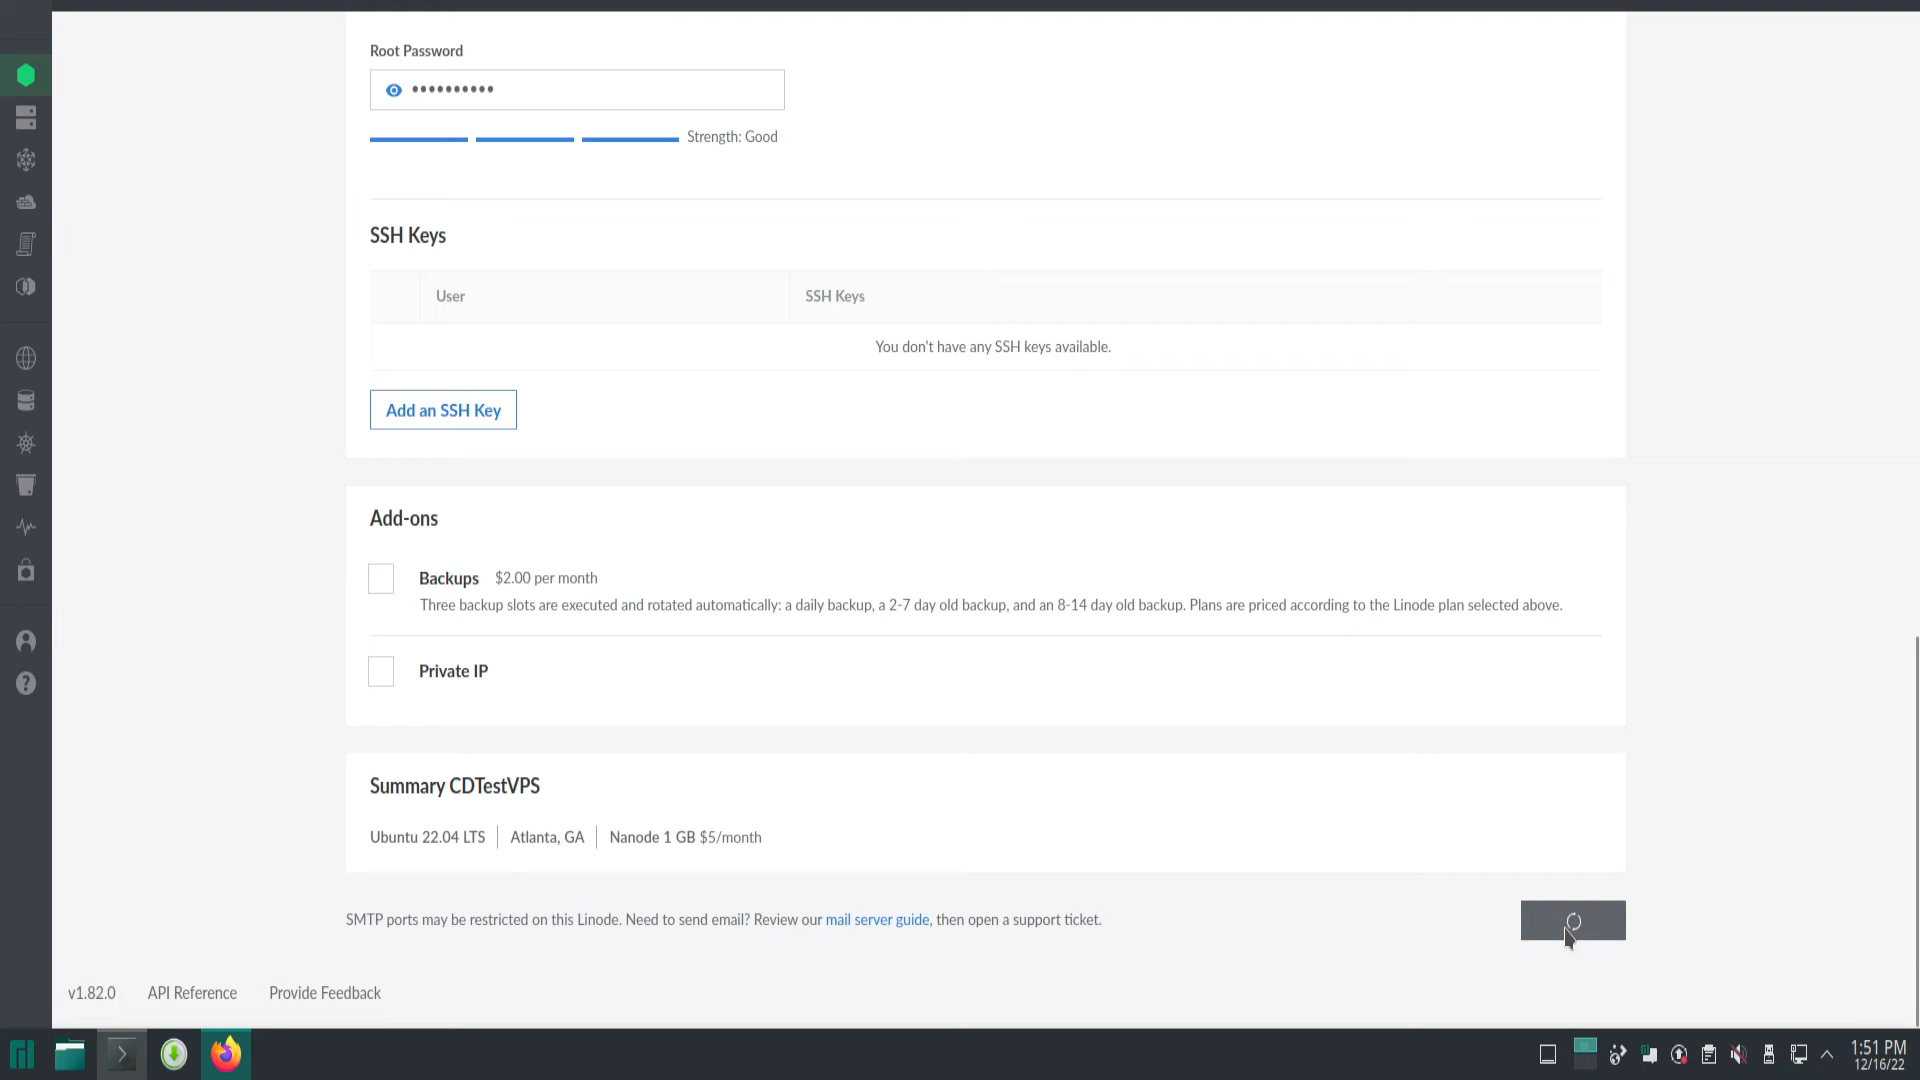 Root Password
••••••••••
Strength: Good
SSH Keys
User SSH Keys
You don't have any SSH keys available.
Add an SSH Key
Add-ons
Backups $2.00 per month
Three backup slots are executed and rotated automatically: a daily backup, a 2-7 day old backup, and an 8-14 day old backup. Plans are priced according to the Linode plan selected above.
Private IP
Summary CDTestVPS
Ubuntu 22.04 LTS Atlanta, GA Nanode 1 GB $5/month
SMTP ports may be restricted on this Linode. Need to send email? Review our mail server guide, then open a support ticket.
v1.82.0 API Reference Provide Feedback
1:51 PM
12/16/22